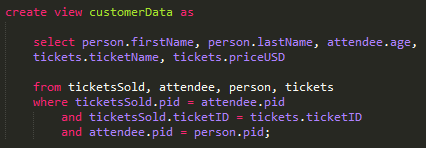 create view customerData as
select person.firstName, person.lastName, attendee.age,
tickets.ticketName, tickets.priceUSD
from ticketsSold, attendee, person, tickets
where ticketsSold.pid = attendee.pid
and ticketsSold.ticketID = tickets.ticketID
and attendee.pid = person.pid;